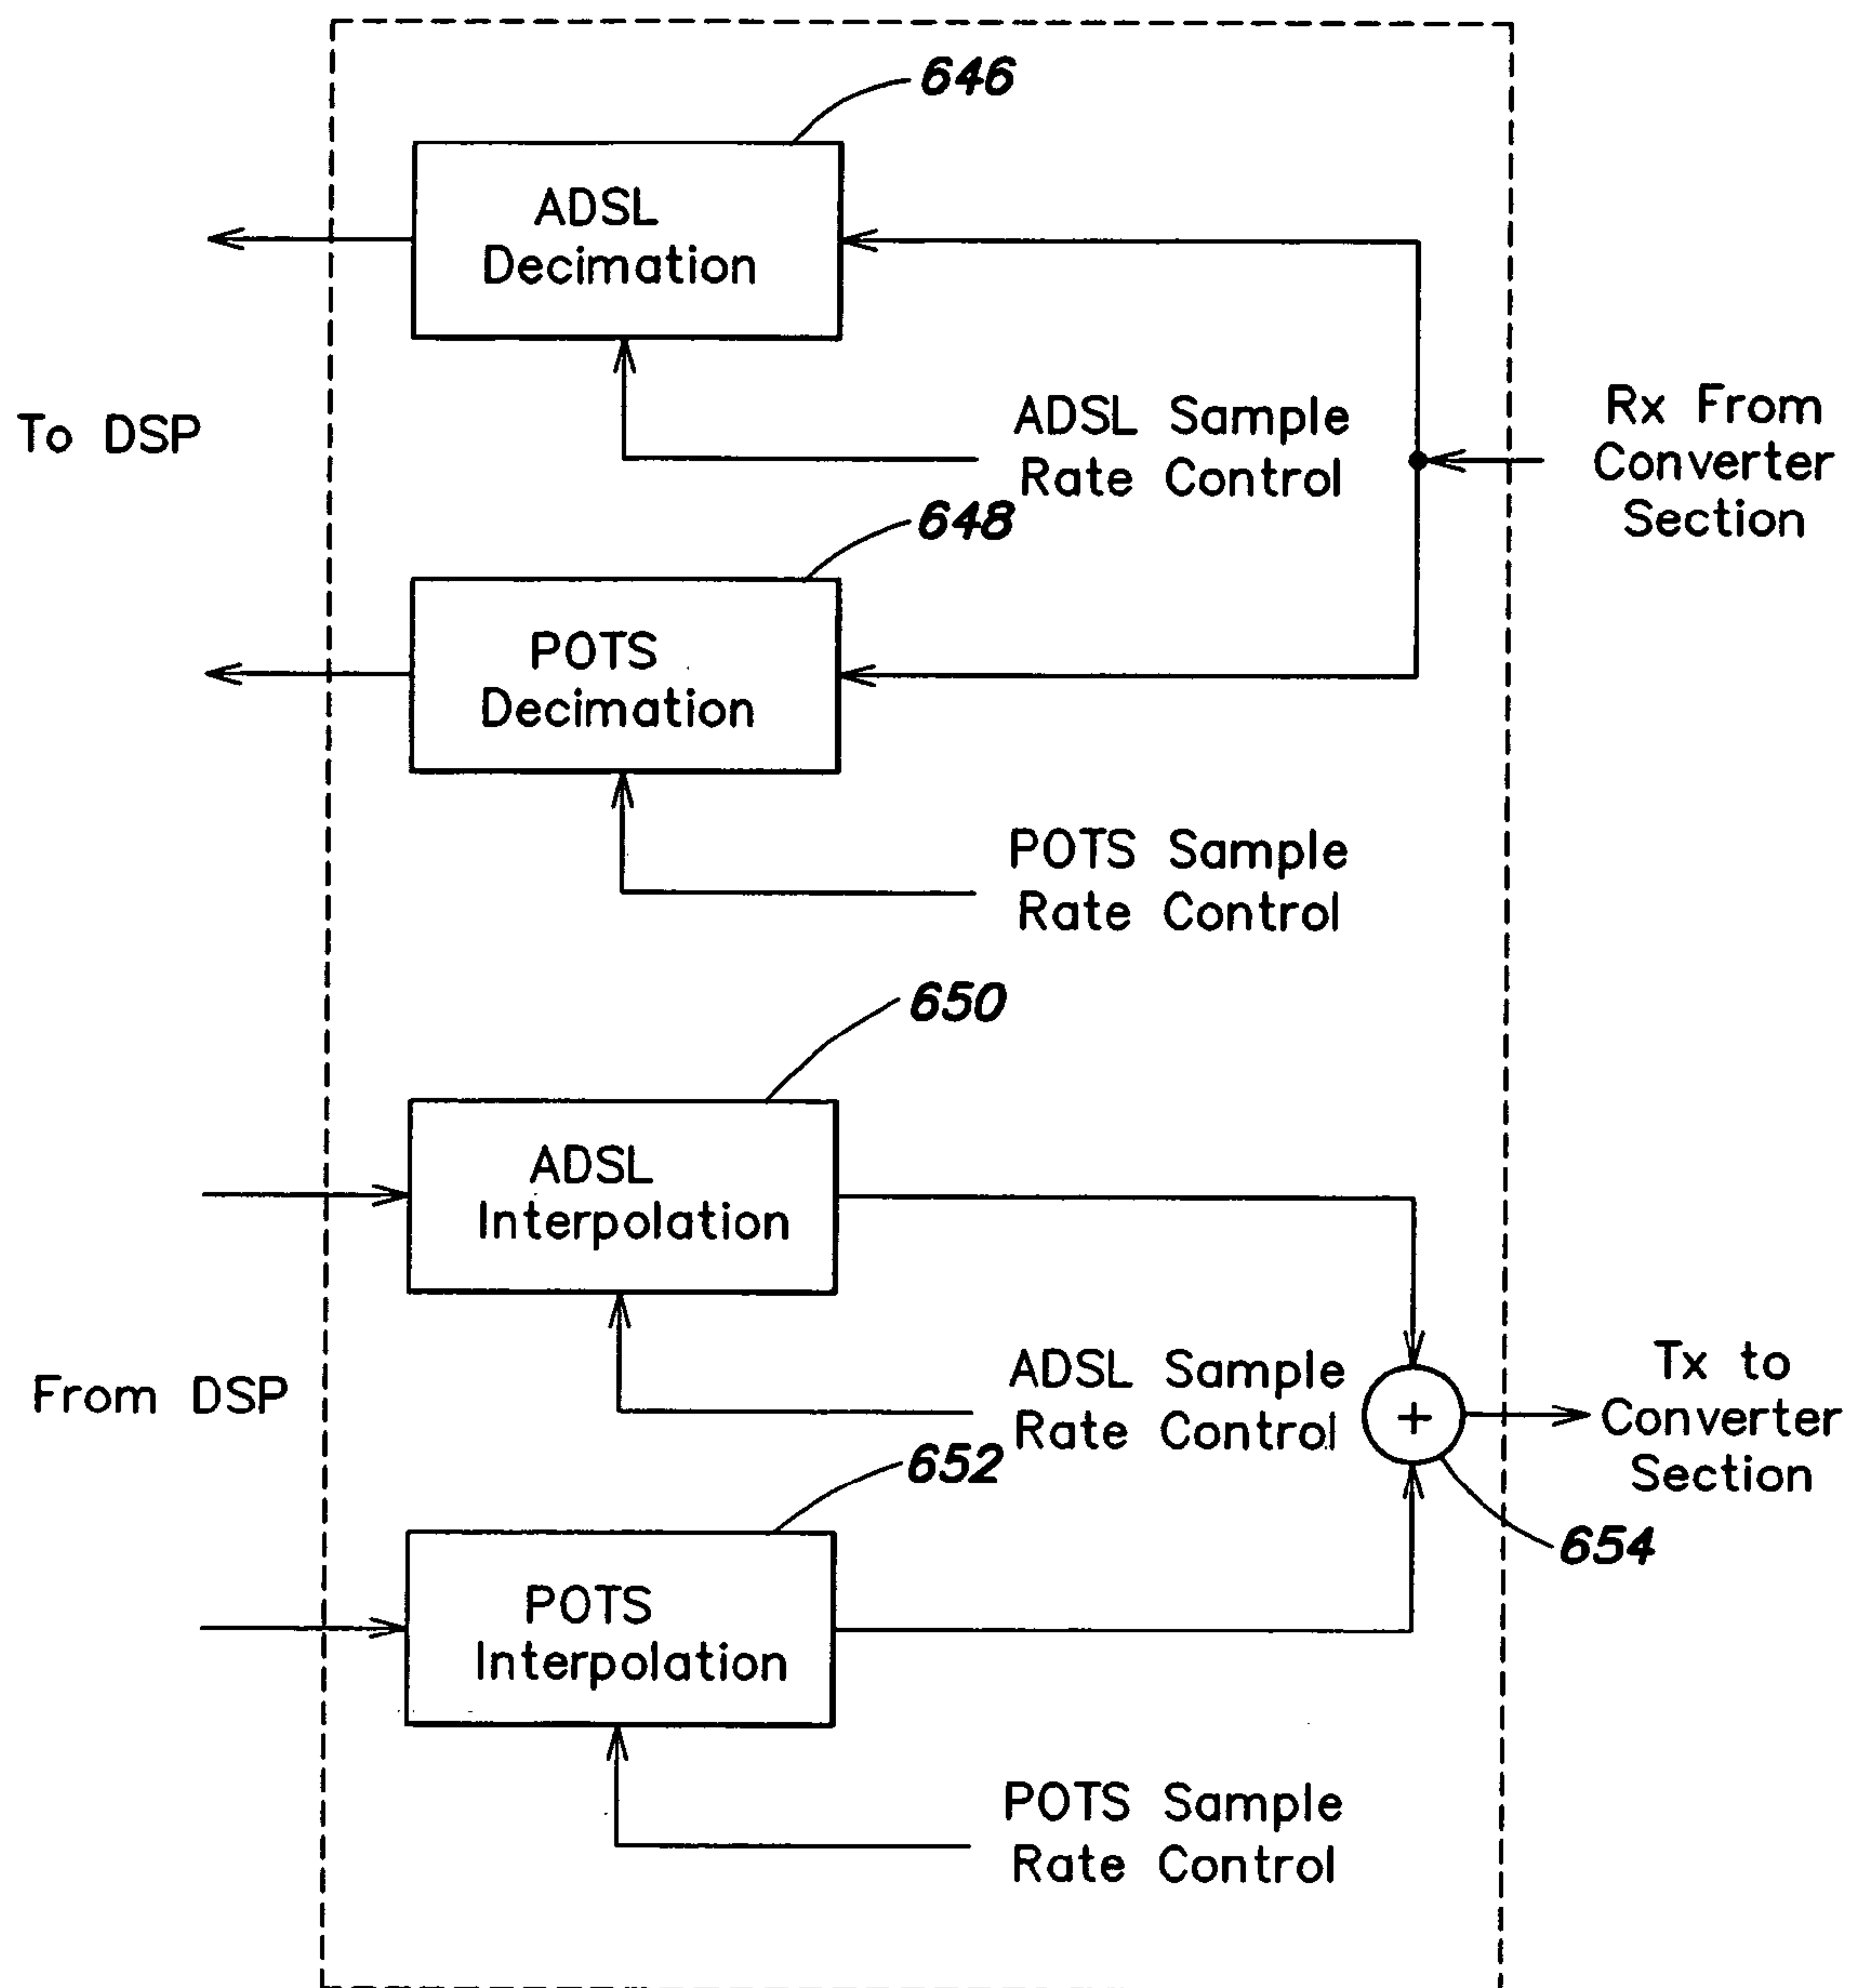 646
ADSL
Decimation
To DSP
ADSL Sample
Rate Control
Rx From
Converter
Section
648
POTS
Decimation
POTS Sample
Rate Control
650
ADSL
Interpolation
From DSP
ADSL Sample
Rate Control
+
Tx to
Converter
Section
652
654
POTS
Interpolation
POTS Sample
Rate Control